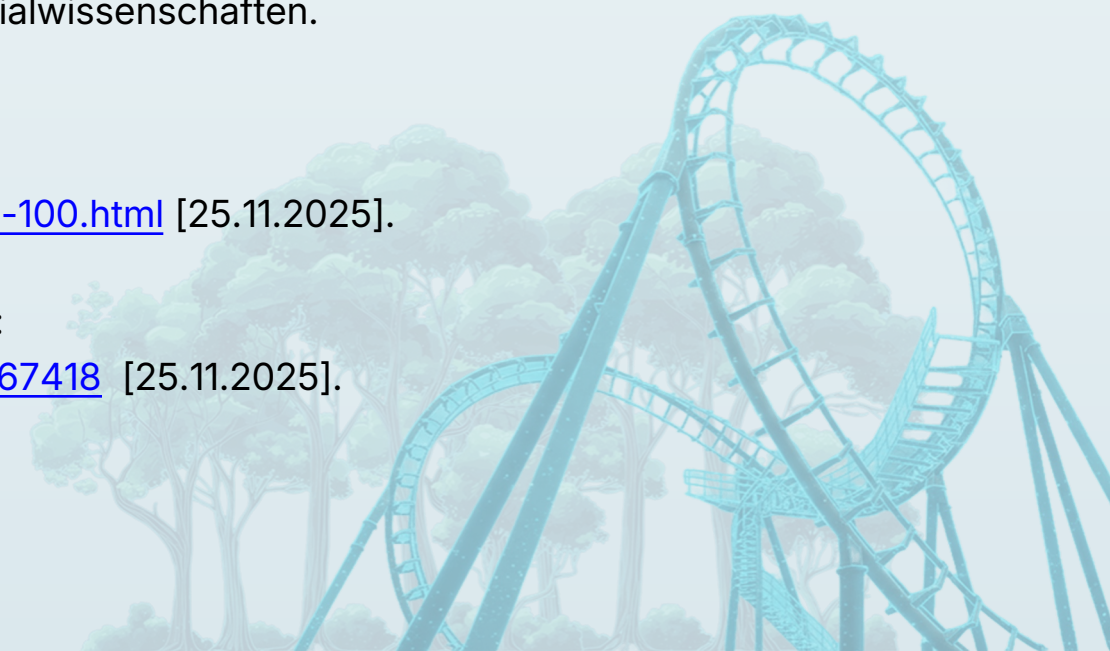 ialwissenschaften.
-100.html [25.11.2025].
:
67418 [25.11.2025].